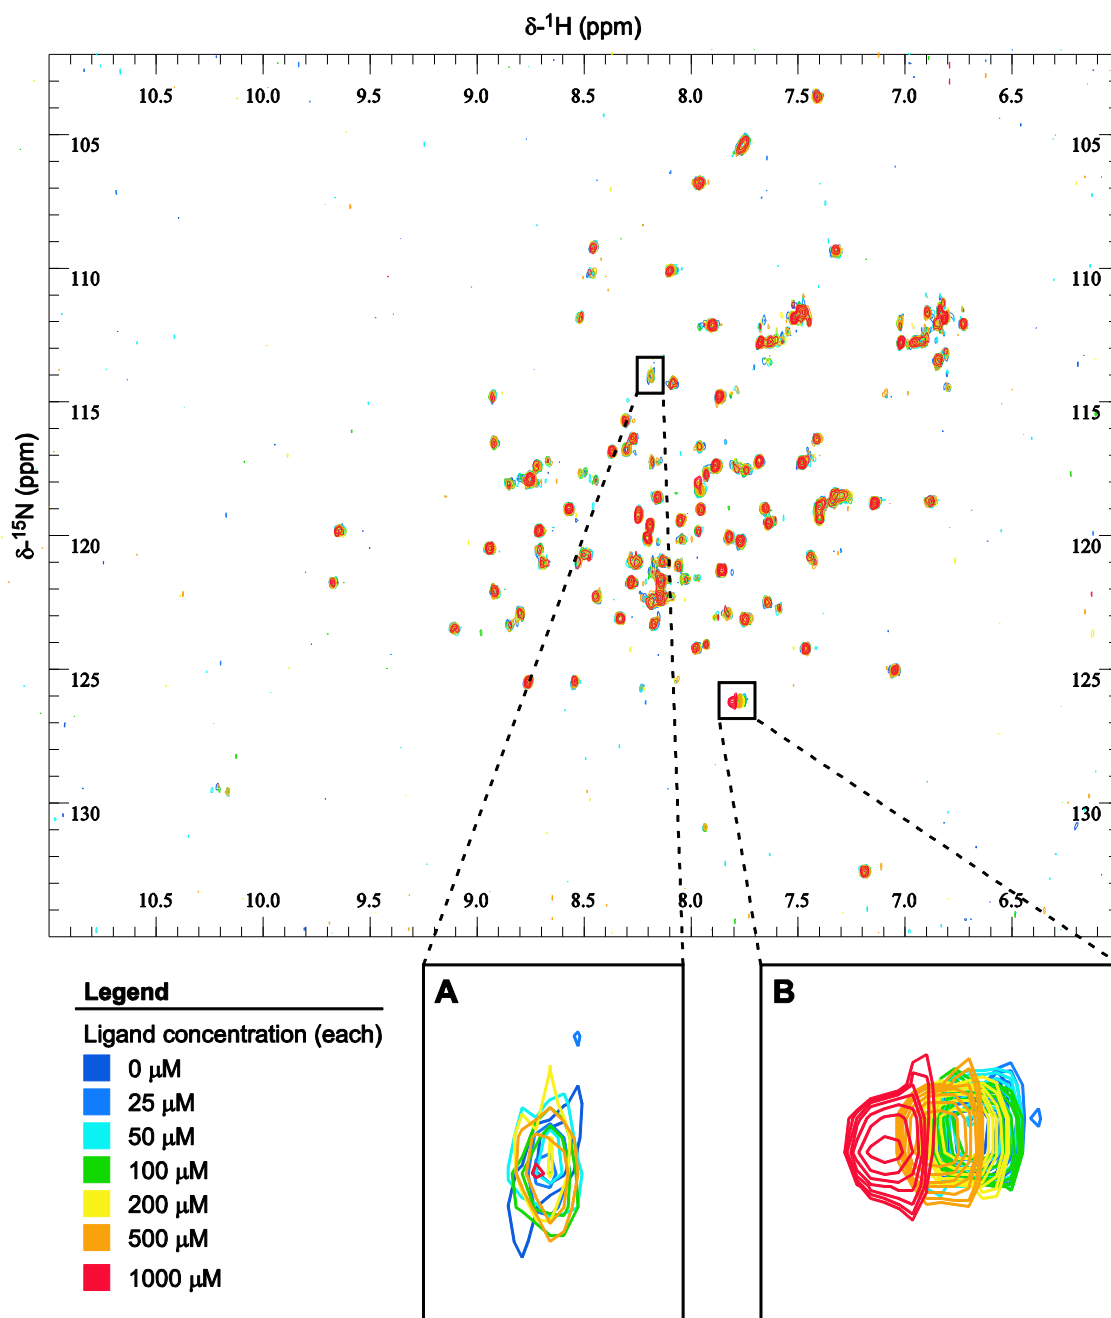 δ-1H (ppm)
10.5 10.0 9.5 9.0 8.5 8.0 7.5 7.0 6.5
105 105
110 110
115 115
δ-15N (ppm)
120 120
125 125
130 130
10.5 10.0 9.5 9.0 8.5 8.0 7.5 7.0 6.5
Legend
Ligand concentration (each)
0 μM
25 μM
50 μM
100 μM
200 μM
500 μM
1000 μM
A
B